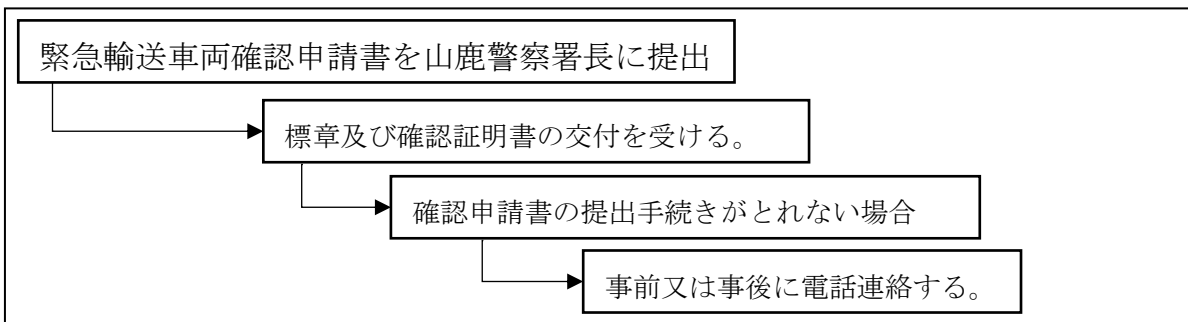 緊急輸送車両確認申請書を山鹿警察署長に提出
標章及び確認証明書の交付を受ける。
確認申請書の提出手続きがとれない場合
事前又は事後に電話連絡する。